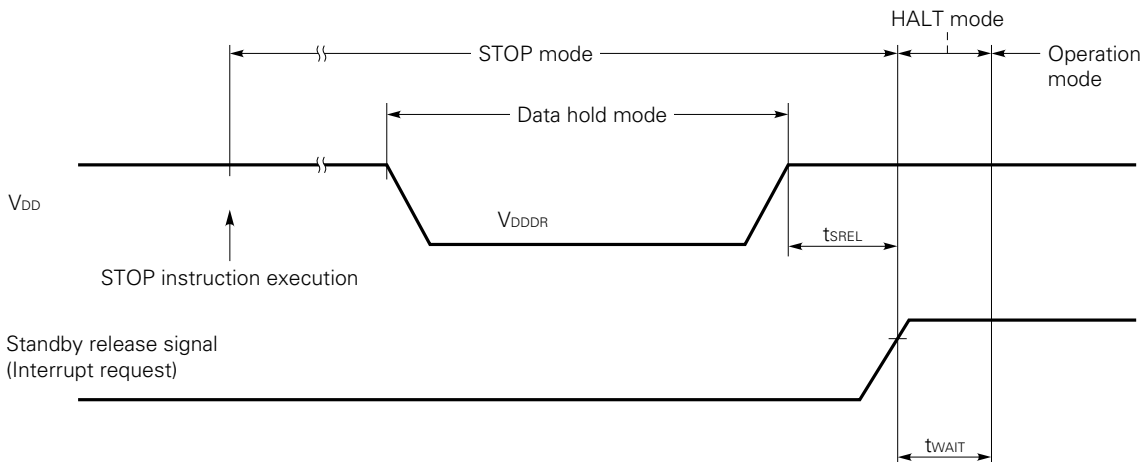 HALT mode
STOP mode
Operation
mode
Data hold mode
VDD
VDDDR
tSREL
STOP instruction execution
Standby release signal
(Interrupt request)
tWAIT